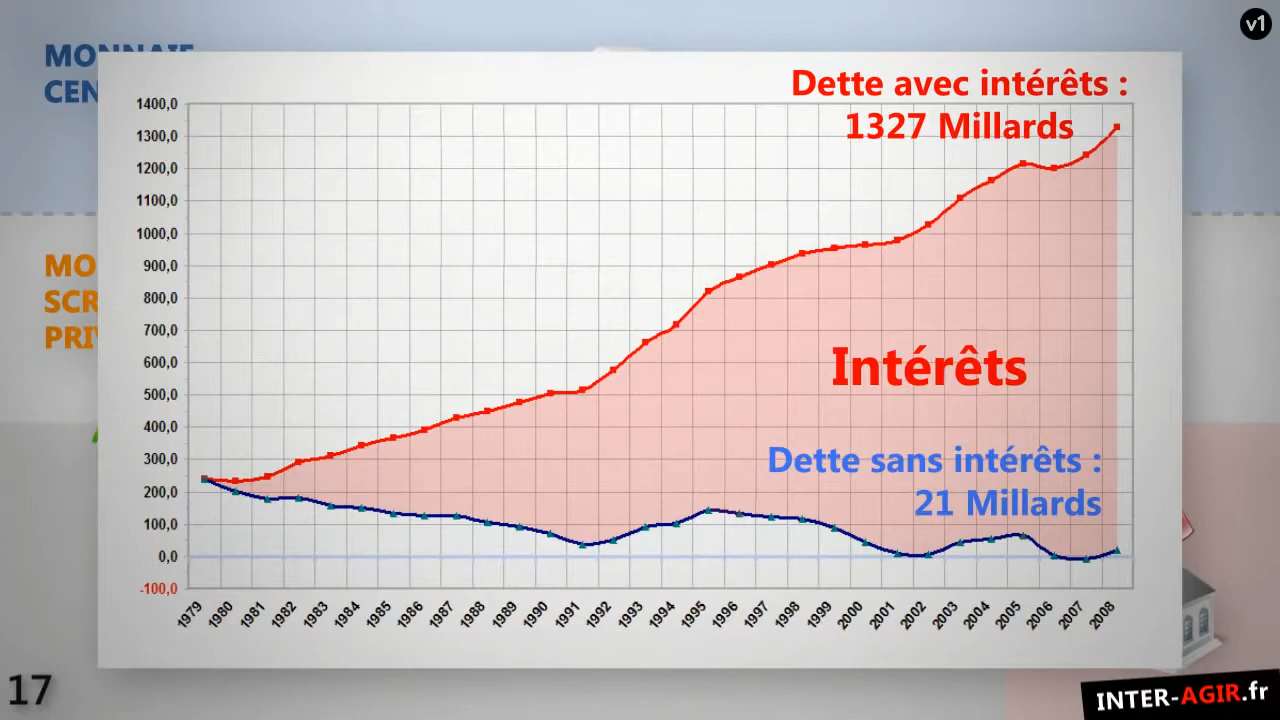 v1
MONNAIE
CEN
Dette avec intérêts :
1327 Millards
1400,0
1300,0
1200,0
1100,0
1000,0
900,0
800,0
700,0
600,0
500,0
400,0
300,0
200,0
100,0
0,0
-100,0
MO
SCR
PRIV
Intérêts
Dette sans intérêts :
21 Millards
1979 1980 1981 1982 1983 1984 1985 1986 1987 1988 1989 1990 1991 1992 1993 1994 1995 1996 1997 1998 1999 2000 2001 2002 2003 2004 2005 2006 2007 2008
17
INTER-AGIR.fr